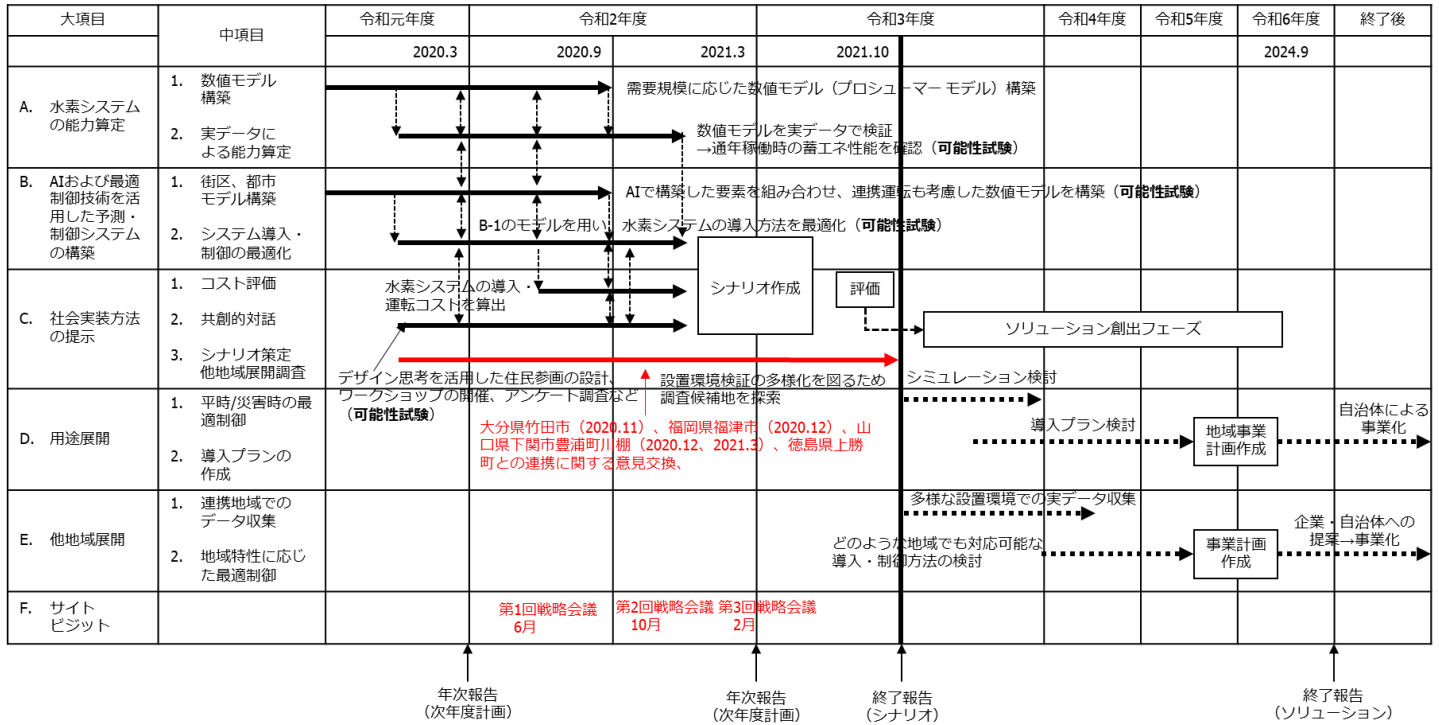 大項目
中項目
令和元年度
令和2年度
令和3年度
令和4年度
令和5年度
令和6年度
終了後
2020.3
2020.9
2021.3
2021.10
2024.9
A. 水素システム
の能力算定
1. 数値モデル
構築
2. 実データに
よる能力算定
需要規模に応じた数値モデル（プロシューマー モデル）構築
数値モデルを実データで検証
→通年稼働時の蓄エネ性能を確認（可能性試験）
B. AIおよび最適
制御技術を活
用した予測・
制御システム
の構築
1. 街区、都市
モデル構築
2. システム導入・
制御の最適化
AIで構築した要素を組み合わせ、連携運転も考慮した数値モデルを構築（可能性試験）
B-1のモデルを用い、水素システムの導入方法を最適化（可能性試験）
C. 社会実装方法
の提示
1. コスト評価
2. 共創的対話
3. シナリオ策定
他地域展開調査
水素システムの導入・
運転コストを算出
シナリオ作成
評価
ソリューション創出フェーズ
デザイン思考を活用した住民参画の設計、
ワークショップの開催、アンケート調査など
（可能性試験）
設置環境検証の多様化を図るため
調査候補地を探索
シミュレーション検討
D. 用途展開
1. 平時/災害時の最
適制御
2. 導入プランの
作成
大分県竹田市（2020.11）、福岡県福津市（2020.12）、山
口県下関市豊浦町川棚（2020.12、2021.3）、徳島県上勝
町との連携に関する意見交換、
導入プラン検討
地域事業
計画作成
自治体による
事業化
E. 他地域展開
1. 連携地域での
データ収集
2. 地域特性に応じ
た最適制御
多様な設置環境での実データ収集
どのような地域でも対応可能な
導入・制御方法の検討
事業計画
作成
企業・自治体への
提案→事業化
F. サイト
ビジット
第1回戦略会議
6月
第2回戦略会議
10月
第3回戦略会議
2月
年次報告
（次年度計画）
年次報告
（次年度計画）
終了報告
（シナリオ）
終了報告
（ソリューション）